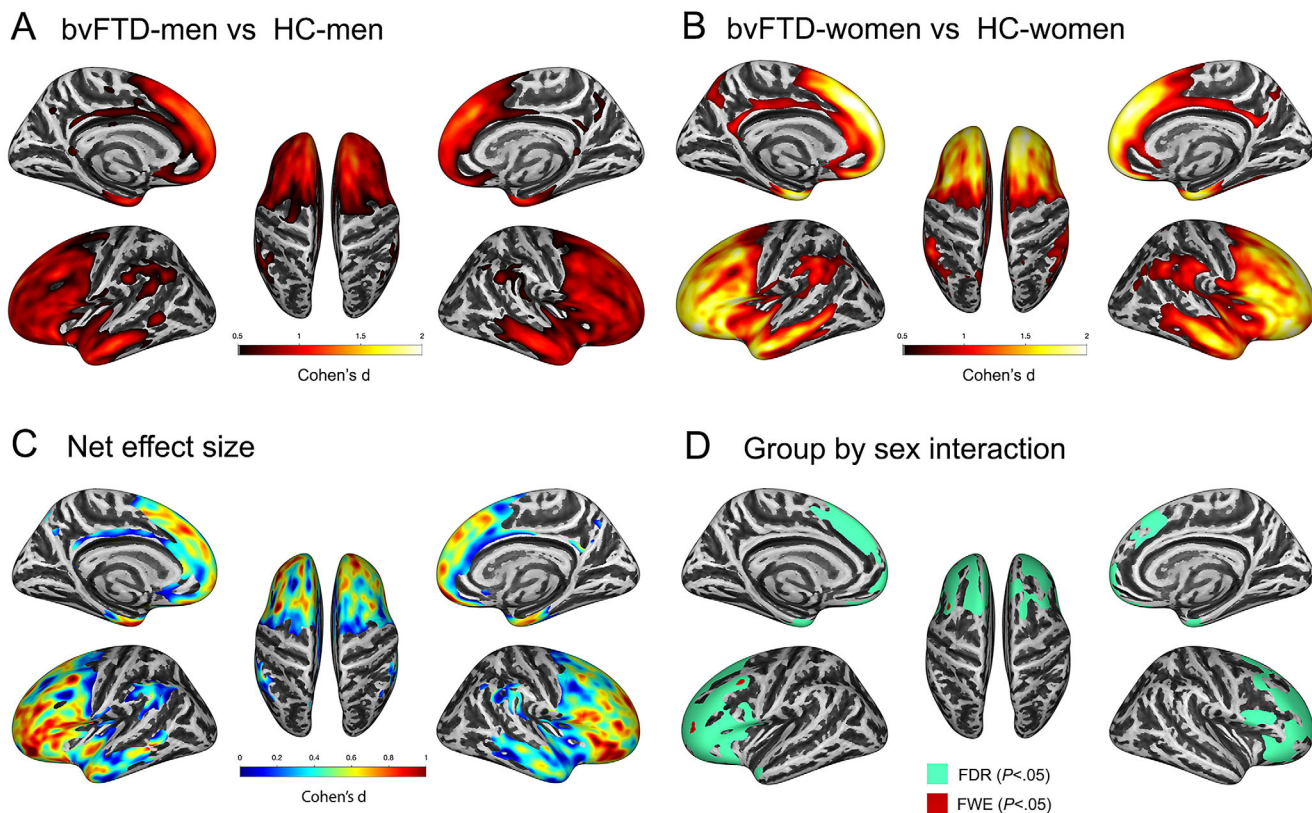 A bvFTD-men vs HC-men
B bvFTD-women vs HC-women
0.5 1 1.5 2
Cohen's d
0.5 1 1.5 2
Cohen's d
C Net effect size
D Group by sex interaction
0 0.2 0.4 0.6 0.8 1
Cohen's d
FDR (P<.05)
FWE (P<.05)